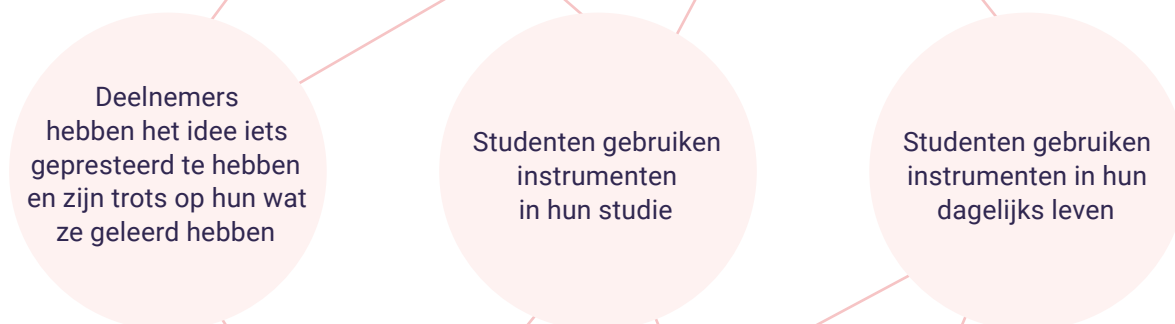 Deelnemers
hebben het idee iets
gepresteerd te hebben
en zijn trots op hun wat
ze geleerd hebben
Studenten gebruiken
instrumenten
in hun studie
Studenten gebruiken
instrumenten in hun
dagelijks leven